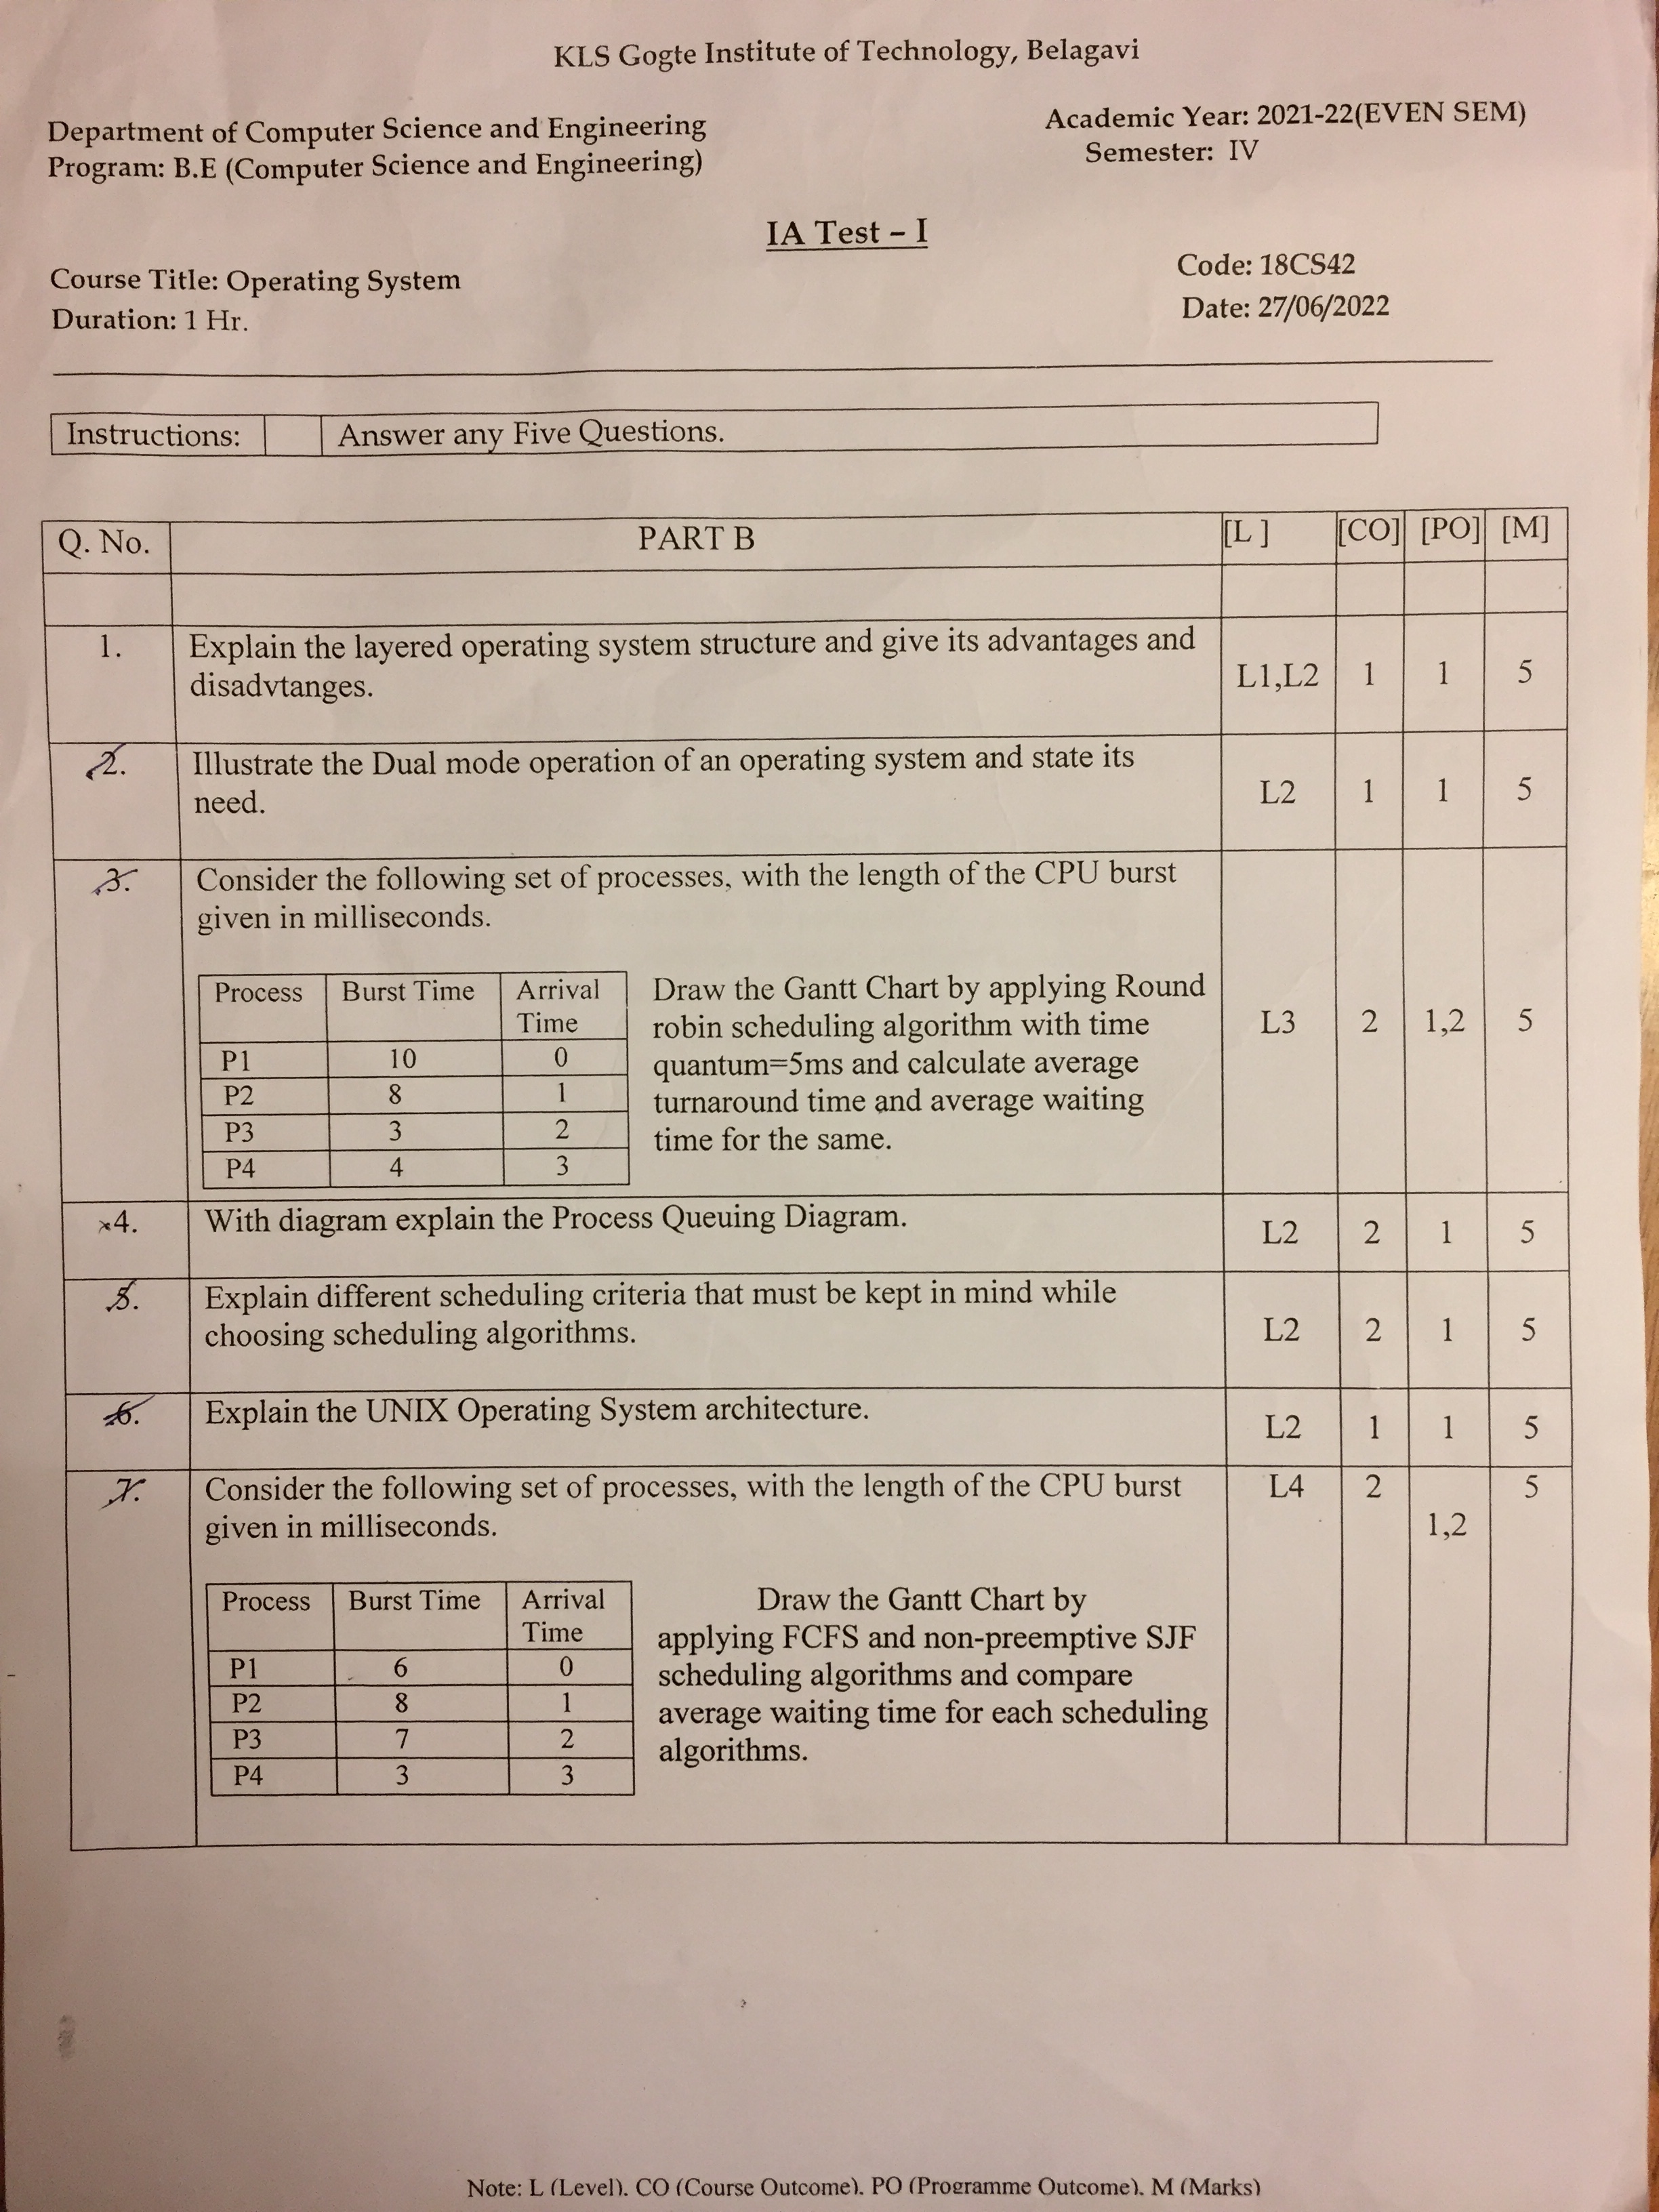 KLS Gogte Institute of Technology, Belagavi
Department of Computer Science and Engineering
Academic Year: 2021-22(EVEN SEM)
Program: B.E (Computer Science and Engineering)
Semester: IV
IA Test – I
Course Title: Operating System
Code: 18CS42
Duration: 1 Hr.
Date: 27/06/2022
Instructions: Answer any Five Questions.
Q. No. PART B [L ] [CO] [PO] [M]
1. Explain the layered operating system structure and give its advantages and
disadvtanges.
L1,L2 1 1 5
2. Illustrate the Dual mode operation of an operating system and state its
need.
L2 1 1 5
3. Consider the following set of processes, with the length of the CPU burst
given in milliseconds.
Process Burst Time Arrival
Time
P1 10 0
P2 8 1
P3 3 2
P4 4 3
Draw the Gantt Chart by applying Round
robin scheduling algorithm with time
quantum=5ms and calculate average
turnaround time and average waiting
time for the same.
L3 2 1,2 5
×4. With diagram explain the Process Queuing Diagram.
L2 2 1 5
5. Explain different scheduling criteria that must be kept in mind while
choosing scheduling algorithms.
L2 2 1 5
6. Explain the UNIX Operating System architecture.
L2 1 1 5
7. Consider the following set of processes, with the length of the CPU burst
given in milliseconds.
L4 2 1,2 5
Process Burst Time Arrival
Time
P1 6 0
P2 8 1
P3 7 2
P4 3 3
Draw the Gantt Chart by
applying FCFS and non-preemptive SJF
scheduling algorithms and compare
average waiting time for each scheduling
algorithms.
Note: L (Level). CO (Course Outcome). PO (Programme Outcome). M (Marks)